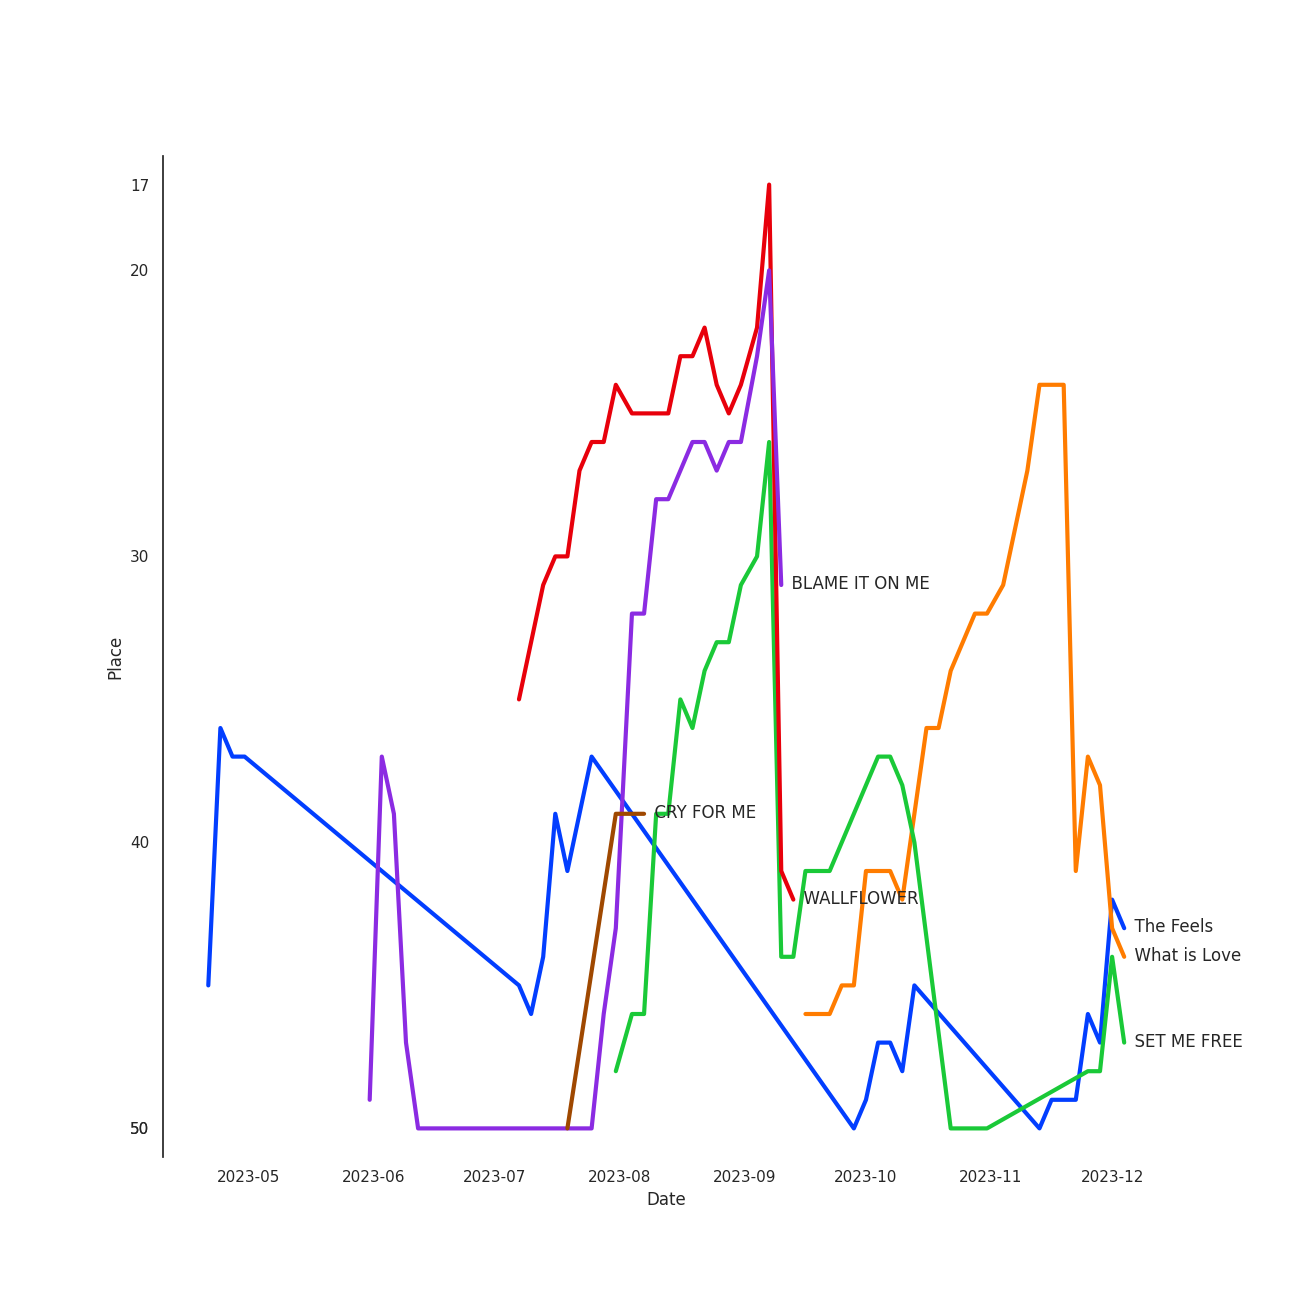 17
20
30
40
50
Place
BLAME IT ON ME
CRY FOR ME
WALLFLOWER
The Feels
What is Love
SET ME FREE
2023-05
2023-06
2023-07
2023-08
2023-09
2023-10
2023-11
2023-12
Date